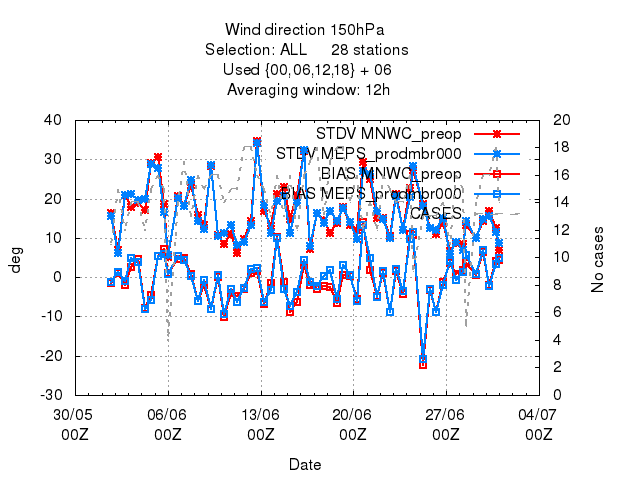 Wind direction 150hPa
Selection: ALL 28 stations
Used {00,06,12,18} + 06
Averaging window: 12h
STDV MNWC_preop
STDV MEPS_prodmbr000
BIAS MNWC_preop
BIAS MEPS_prodmbr000
CASES
40
30
20
10
0
-10
-20
-30
deg
20
18
16
14
12
10
8
6
4
2
0
No cases
30/05 06/06 13/06 20/06 27/06 04/07
00Z 00Z 00Z 00Z 00Z 00Z
Date